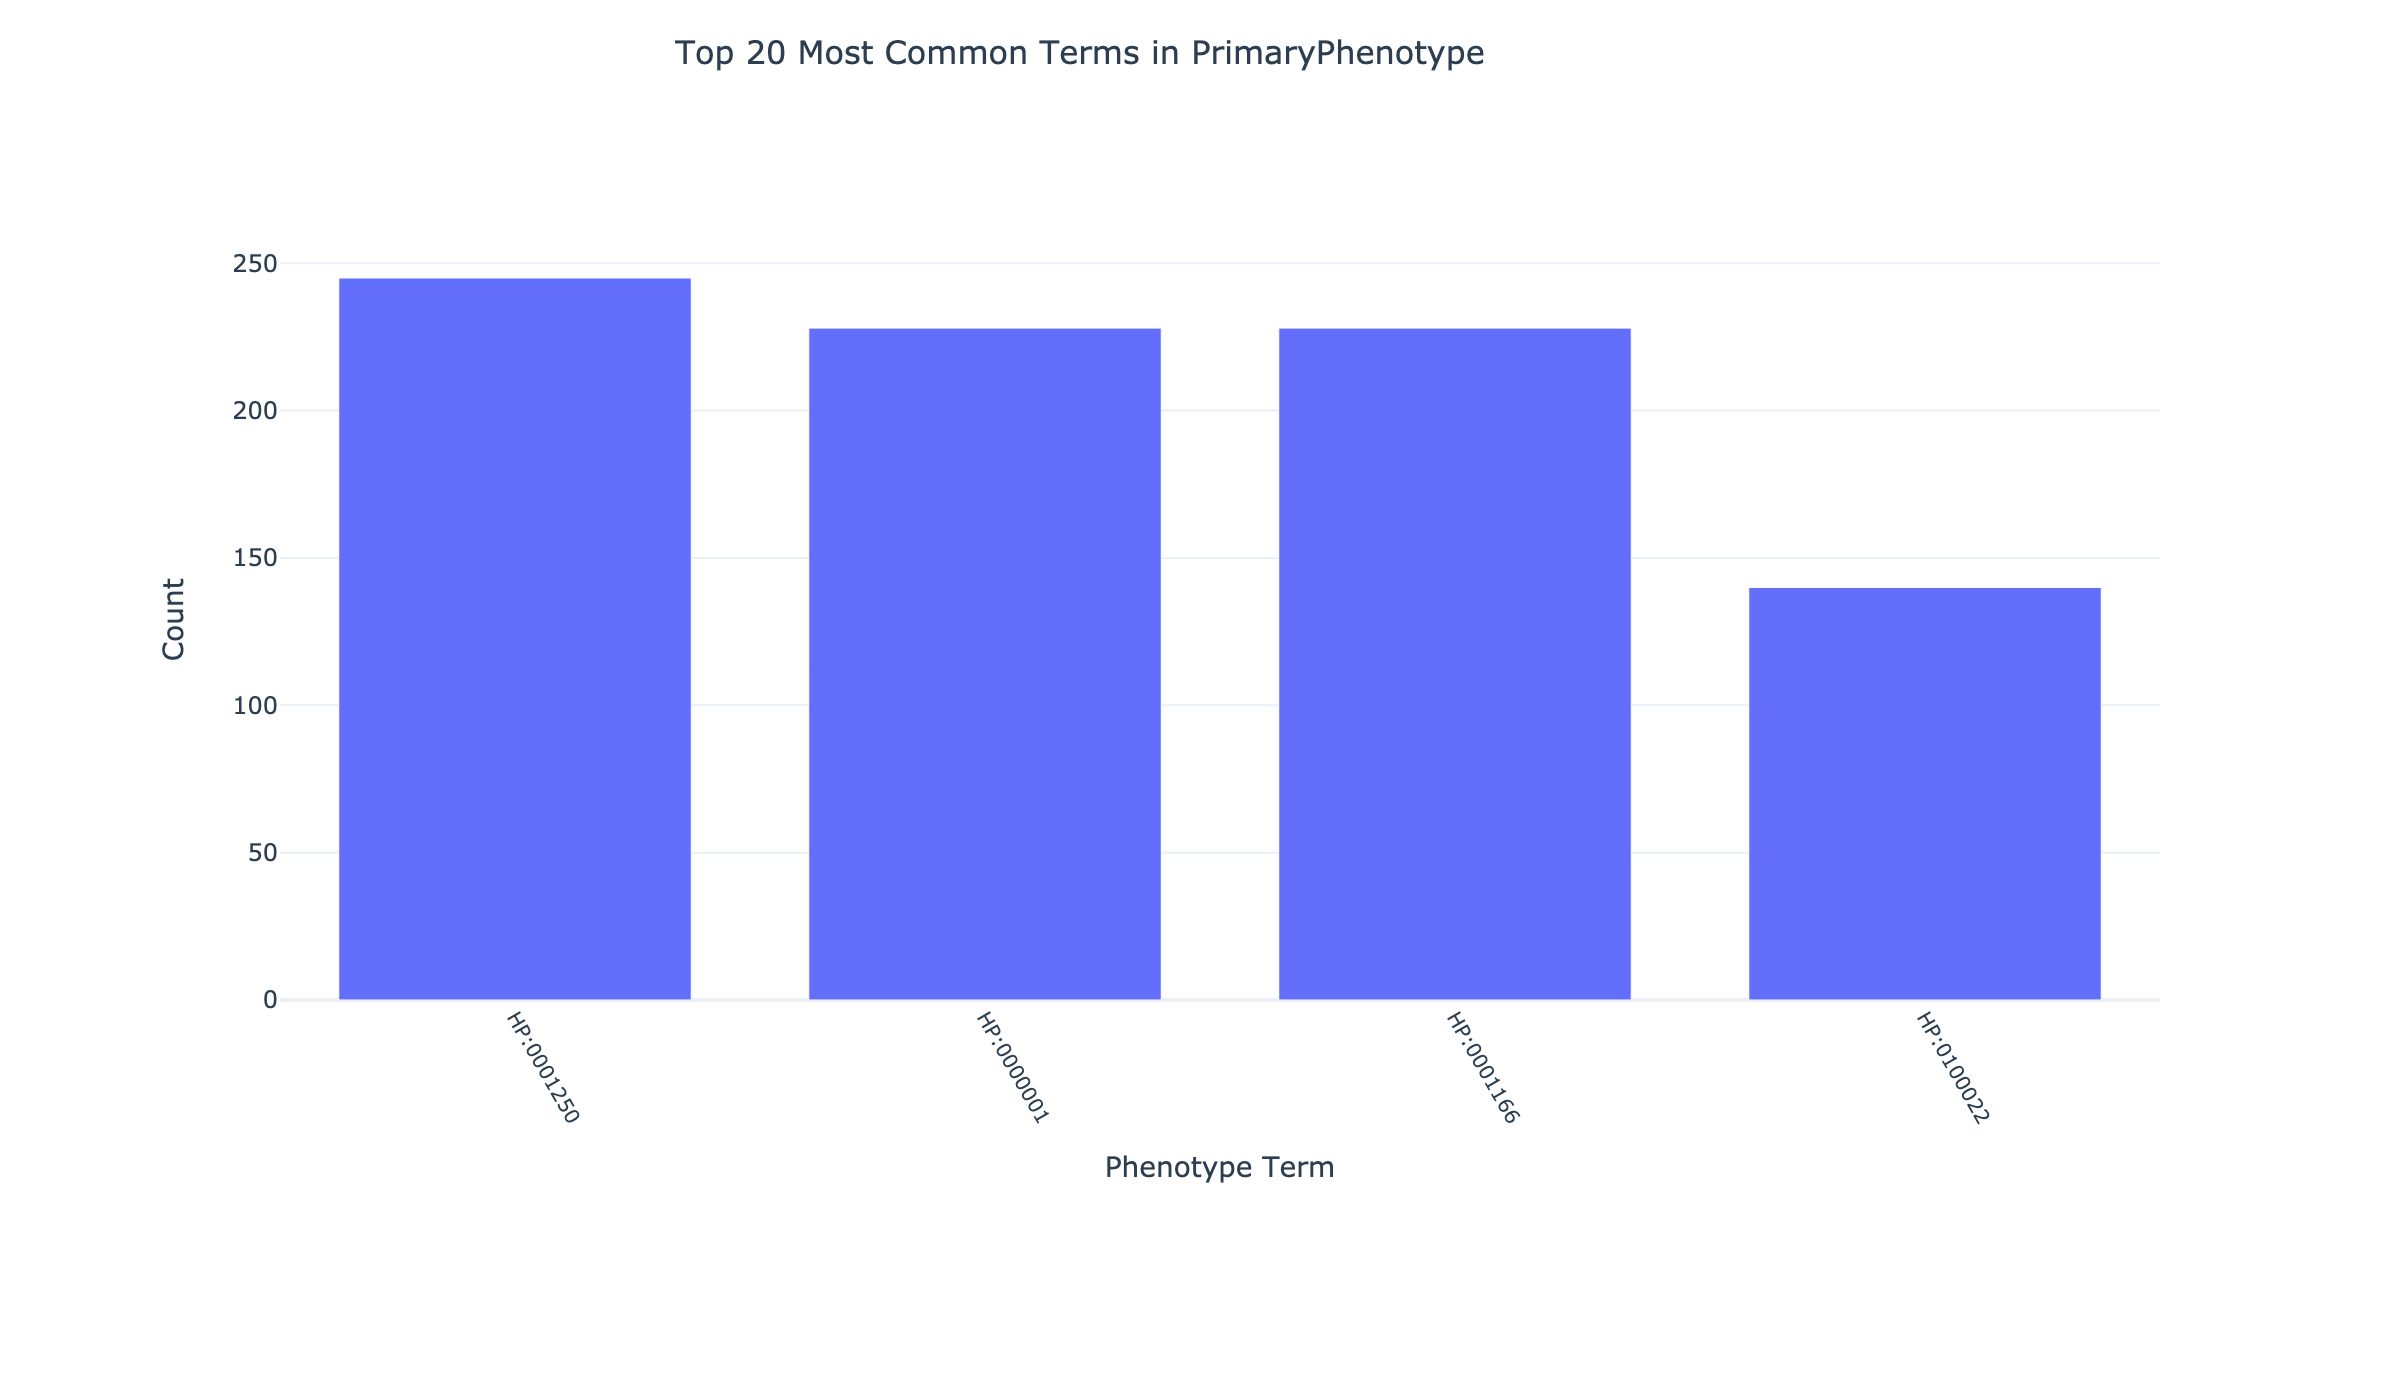 Top 20 Most Common Terms in PrimaryPhenotype
250
200
150
100
50
0
Count
HP:0001250
HP:0000001
HP:0001166
HP:0100022
Phenotype Term